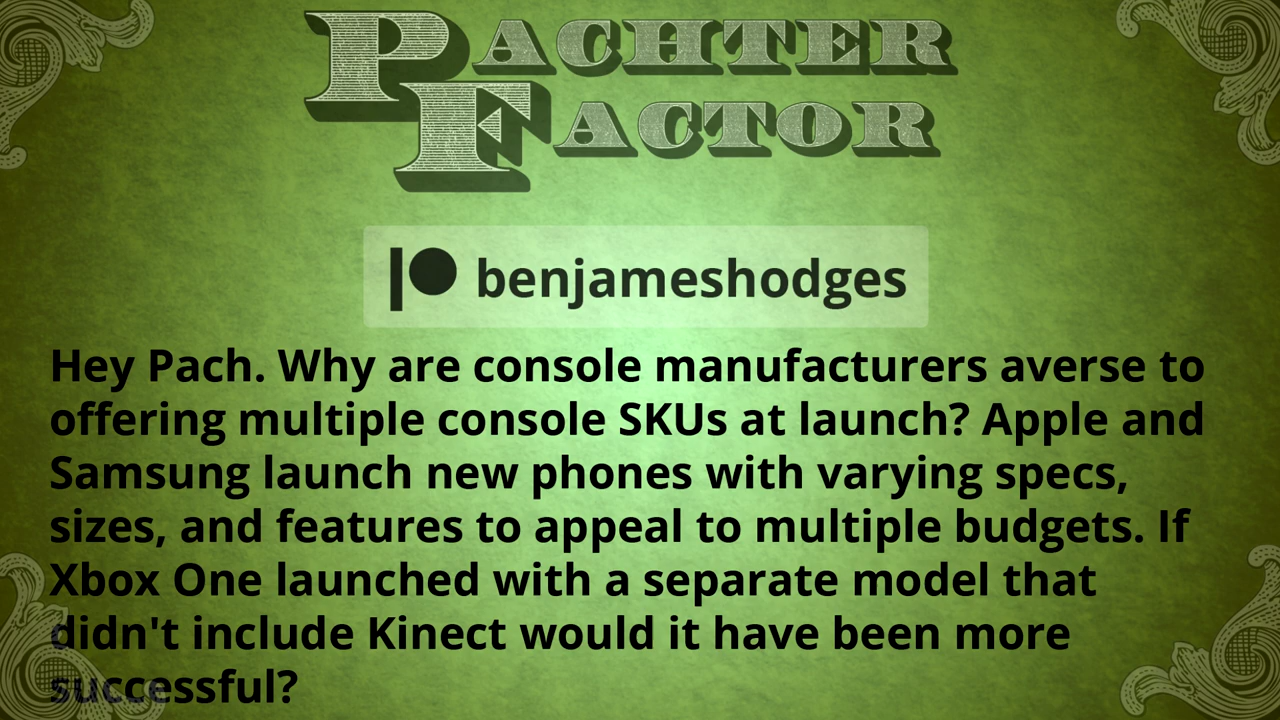 PACHTER
FACTOR
benjameshodges
Hey Pach. Why are console manufacturers averse to
offering multiple console SKUs at launch? Apple and
Samsung launch new phones with varying specs,
sizes, and features to appeal to multiple budgets. If
Xbox One launched with a separate model that
didn't include Kinect would it have been more
successful?